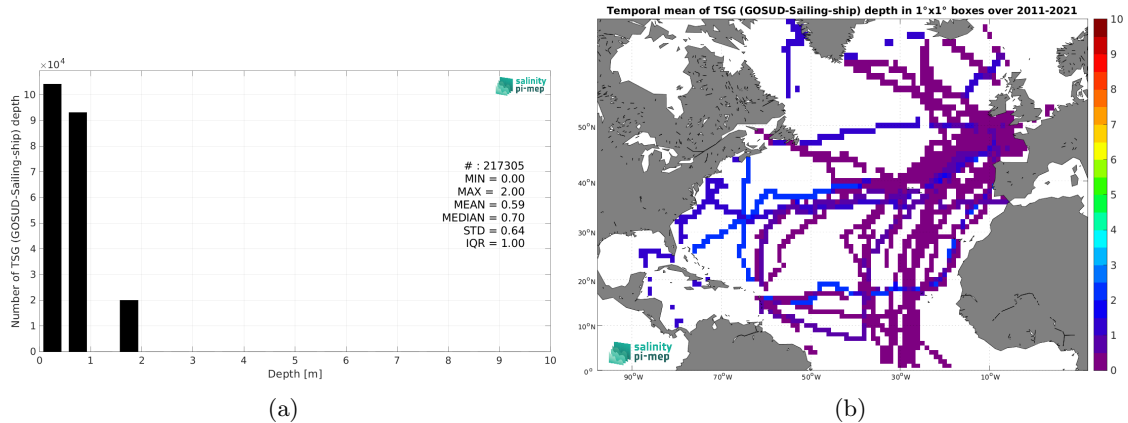 ×10⁴
10
9
8
7
6
5
4
3
2
1
0
Number of TSG (GOSUD-Sailing-ship) depth
salinity
pi-mep
# : 217305
MIN = 0.00
MAX = 2.00
MEAN = 0.59
MEDIAN = 0.70
STD = 0.64
IQR = 1.00
0 1 2 3 4 5 6 7 8 9 10
Depth [m]
(a)
Temporal mean of TSG (GOSUD-Sailing-ship) depth in 1°x1° boxes over 2011-2021
50°N
40°N
30°N
20°N
10°N
0°
90°W 70°W 50°W 30°W 10°W
salinity
pi-mep
10
9
8
7
6
5
4
3
2
1
0
(b)